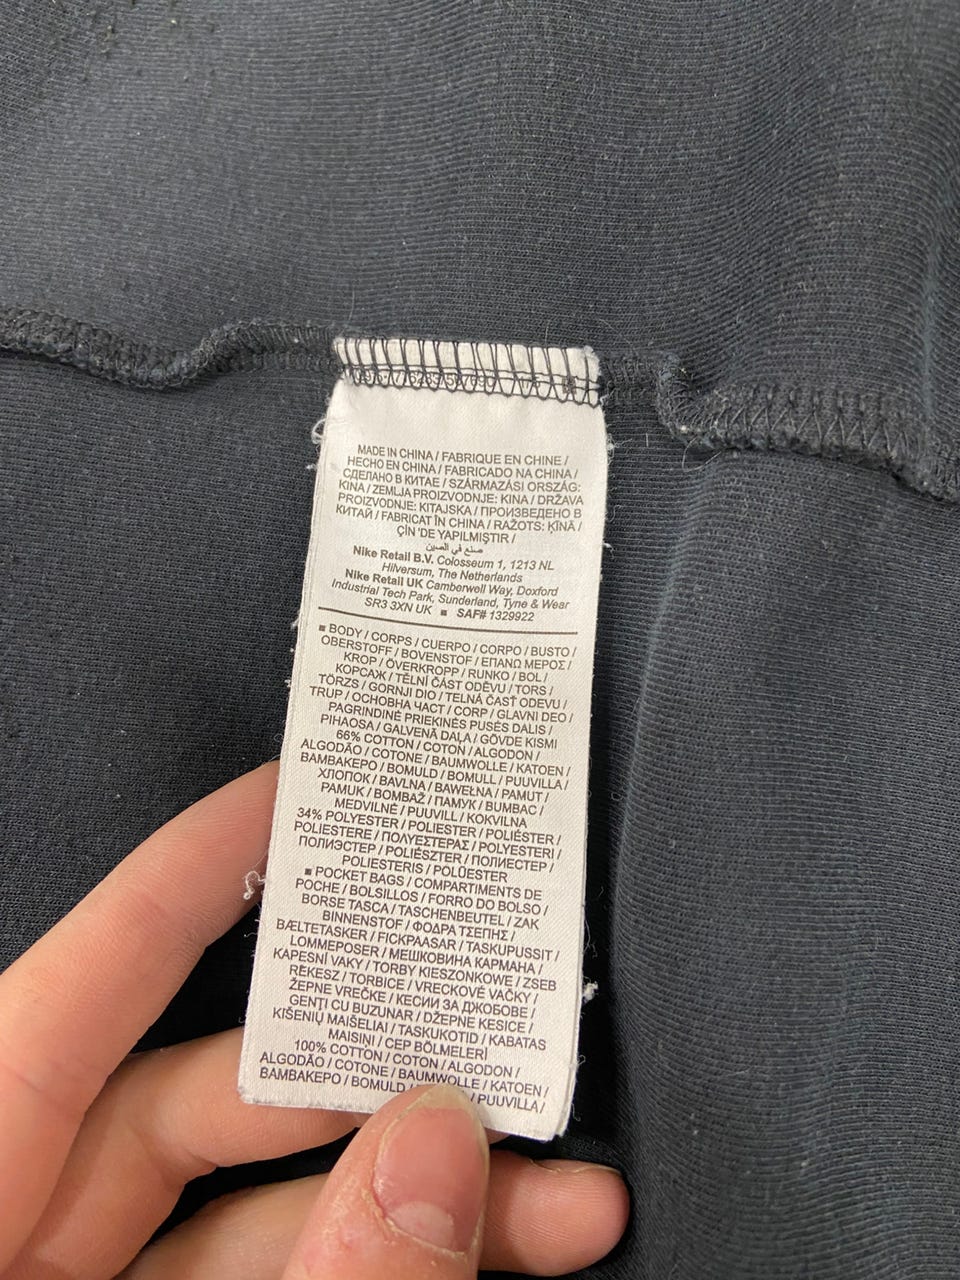 MADE IN CHINA / FABRIQUE EN CHINE /
HECHO EN CHINA / FABRICADO NA CHINA /
СДЕЛАНО В КИТАЕ / SZÁRMAZÁSI ORSZÁG:
KINA / ZEMLJA PROIZVODNJE: KINA / DRŽAVA
PROIZVODNJE: KITAJSKA / ПРОИЗВЕДЕНО В
КИТАЙ / FABRICAT ÎN CHINA / RAŽOTS: ĶĪNĀ /
ÇİN 'DE YAPILMIŞTIR /
صنع في الصين
Nike Retail B.V. Colosseum 1, 1213 NL
Hilversum, The Netherlands
Nike Retail UK Camberwell Way, Doxford
Industrial Tech Park, Sunderland, Tyne & Wear
SR3 3XN UK ■ SAF# 1329922
■ BODY / CORPS / CUERPO / CORPO / BUSTO /
OBERSTOFF / BOVENSTOF / ΕΠΑΝΩ ΜΕΡΟΣ /
KROP / ÖVERKROPP / RUNKO / BOL /
КОРСАЖ / TĚLNÍ ČÁST ODĚVU / TORS /
TÖRZS / GORNJI DIO / TELNÁ ČASŤ ODEVU /
TRUP / ОСНОВНА ЧАСТ / CORP / GLAVNI DEO /
PAGRINDINĖ PRIEKINĖS PUSĖS DALIS /
PIHAOSA / GALVENĀ DAĻA / GÖVDE KISMI
66% COTTON / COTON / ALGODON /
ALGODÃO / COTONE / BAUMWOLLE / KATOEN /
ΒΑΜΒΑΚΕΡΟ / BOMULD / BOMULL / PUUVILLA /
ХЛОПОК / BAVLNA / BAWEŁNA / PAMUT /
PAMUK / BOMBAŽ / ПАМУК / BUMBAC /
MEDVILNĖ / PUUVILL / KOKVILNA
34% POLYESTER / POLIESTER / POLIÉSTER /
POLIESTERE / ΠΟΛΥΕΣΤΕΡΑΣ / POLYESTERI /
ПОЛИЭСТЕР / POLIÉSZTER / ПОЛИЕСТЕР /
POLIESTERIS / POLÜESTER
■ POCKET BAGS / COMPARTIMENTS DE
POCHE / BOLSILLOS / FORRO DO BOLSO /
BORSE TASCA / TASCHENBEUTEL / ZAK
BINNENSTOF / ΦΟΔΡΑ ΤΣΕΠΗΣ /
BÆLTETASKER / FICKPAASAR / TASKUPUSSIT /
LOMMEPOSER / МЕШКОВИНА КАРМАНА /
KAPESNÍ VAKY / TORBY KIESZONKOWE / ZSEB
REKESZ / TORBICE / VRECKOVÉ VAČKY /
ŽEPNE VREČKE / КЕСИИ ЗА ДЖОБОВЕ /
GENȚI CU BUZUNAR / DŽEPNE KESICE /
KIŠENIŲ MAIŠELIAI / TASKUKOTID / KABATAS
MAISIŅI / CEP BÖLMELERİ
100% COTTON / COTON / ALGODON /
ALGODÃO / COTONE / BAUMWOLLE / KATOEN /
ΒΑΜΒΑΚΕΡΟ / BOMULD / / PUUVILLA /